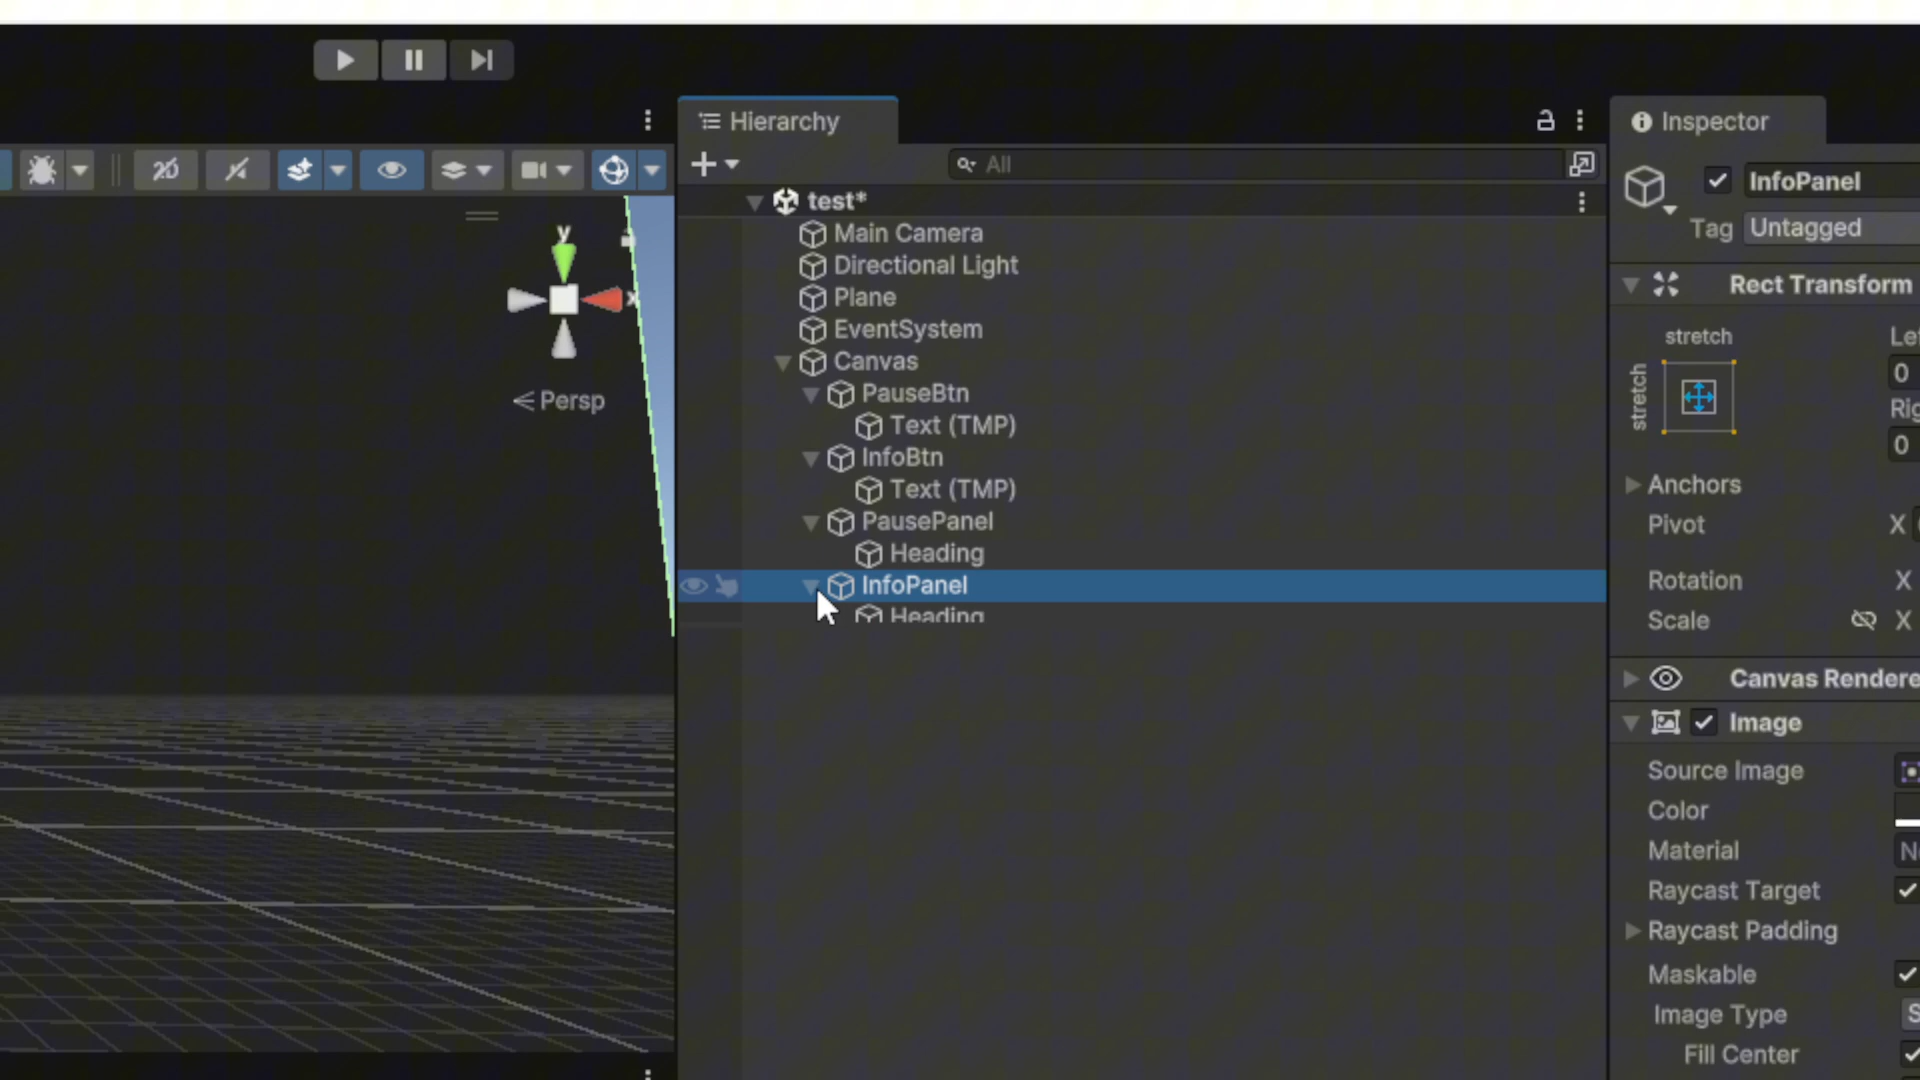 Hierarchy
Inspector
All
InfoPanel
Tag Untagged
test*
Main Camera
Directional Light
Plane
EventSystem
Canvas
PauseBtn
Text (TMP)
InfoBtn
Text (TMP)
PausePanel
Heading
InfoPanel
Heading
y
x
Persp
2D
Rect Transform
stretch
stretch
0
0
Anchors
Pivot X
Rotation X
Scale X
Image
Source Image
Color
Material
Raycast Target
Raycast Padding
Maskable
Image Type
Fill Center